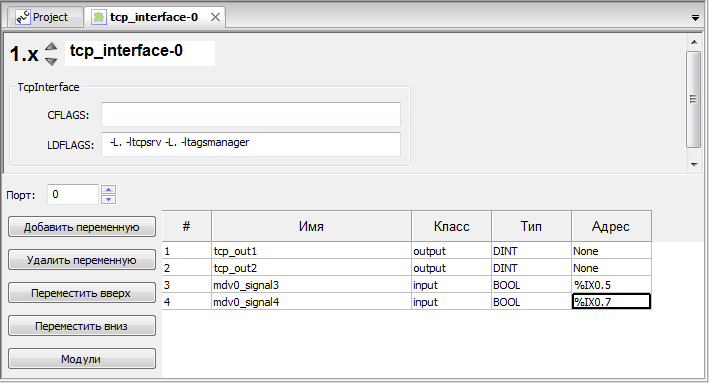 Project
tcp_interface-0
1.x
tcp_interface-0
TcpInterface
CFLAGS:
LDFLAGS: -L. -ltcpsrv -L. -ltagsmanager
Порт: 0
Добавить переменную
Удалить переменную
Переместить вверх
Переместить вниз
Модули
# Имя Класс Тип Адрес
1 tcp_out1 output DINT None
2 tcp_out2 output DINT None
3 mdv0_signal3 input BOOL %IX0.5
4 mdv0_signal4 input BOOL %IX0.7